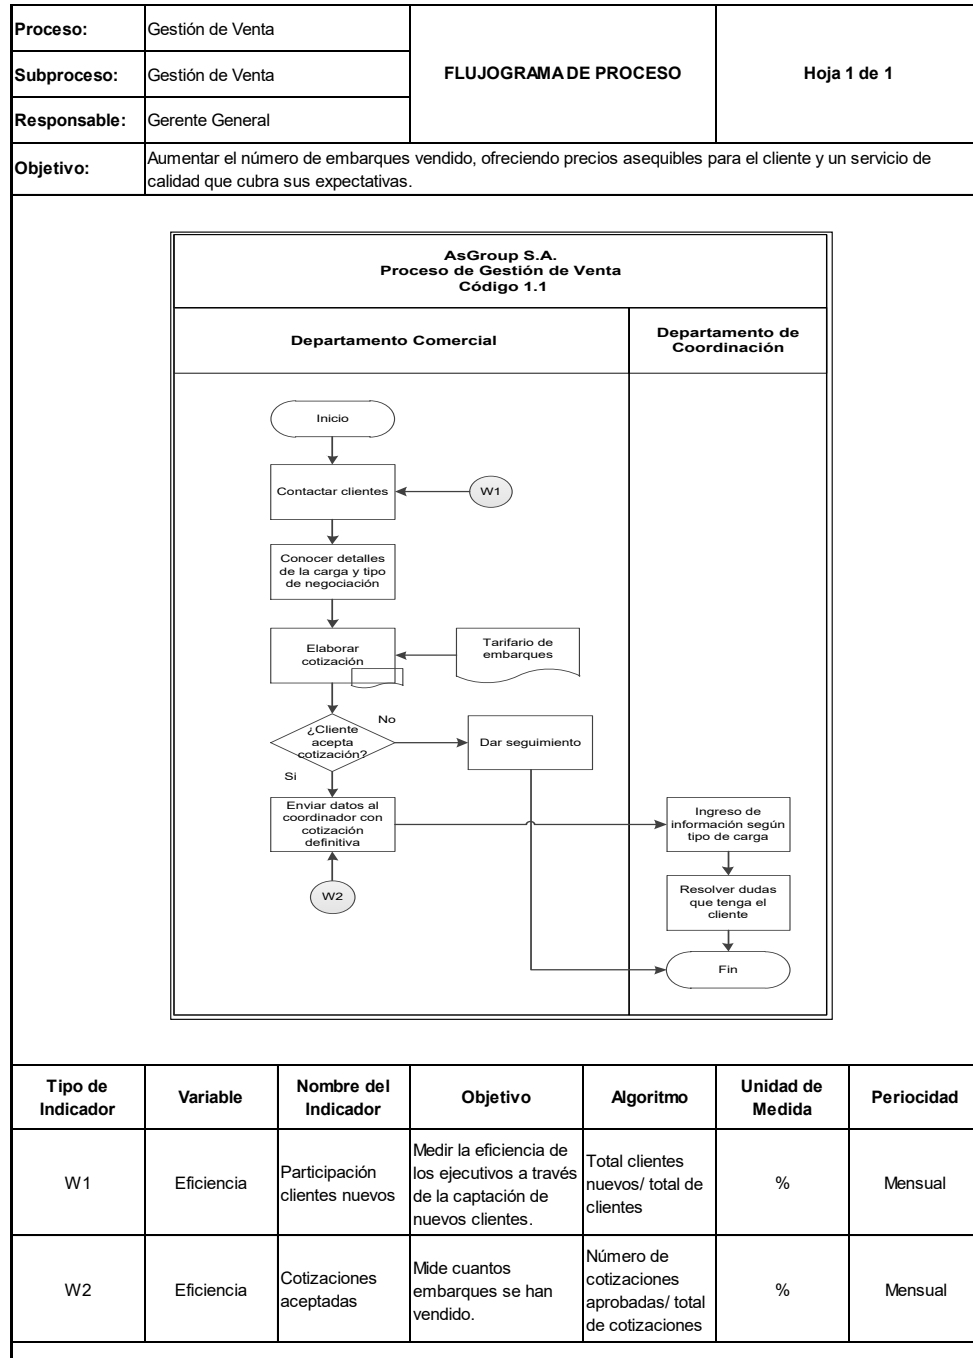 Proceso:
Gestión de Venta
FLUJOGRAMA DE PROCESO
Hoja 1 de 1
Subproceso:
Gestión de Venta
Responsable:
Gerente General
Objetivo:
Aumentar el número de embarques vendido, ofreciendo precios asequibles para el cliente y un servicio de
calidad que cubra sus expectativas.
AsGroup S.A.
Proceso de Gestión de Venta
Código 1.1
Departamento Comercial
Departamento de
Coordinación
Inicio
Contactar clientes
W1
Conocer detalles
de la carga y tipo
de negociación
Elaborar
cotización
Tarifario de
embarques
¿Cliente
acepta
cotización?
No
Dar seguimiento
Si
Enviar datos al
coordinador con
cotización
definitiva
Ingreso de
información según
tipo de carga
W2
Resolver dudas
que tenga el
cliente
Fin
Tipo de
Indicador
Variable
Nombre del
Indicador
Objetivo
Algoritmo
Unidad de
Medida
Periocidad
W1
Eficiencia
Participación
clientes nuevos
Medir la eficiencia de
los ejecutivos a través
de la captación de
nuevos clientes.
Total clientes
nuevos/ total de
clientes
%
Mensual
W2
Eficiencia
Cotizaciones
aceptadas
Mide cuantos
embarques se han
vendido.
Número de
cotizaciones
aprobadas/ total
de cotizaciones
%
Mensual